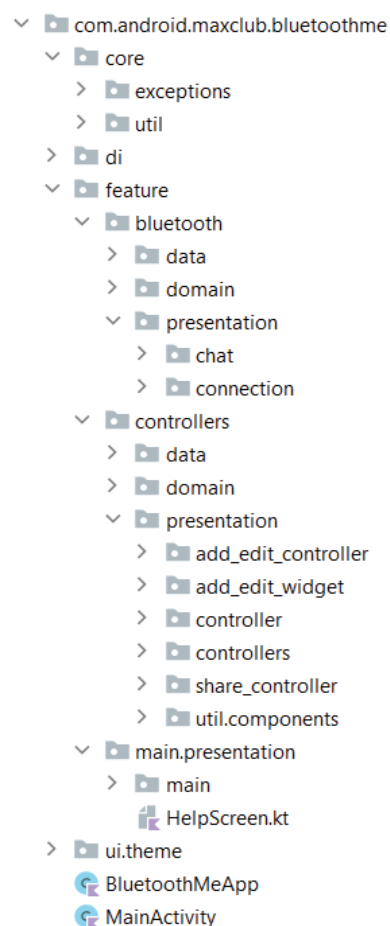 com.android.maxclub.bluetoothme
core
exceptions
util
di
feature
bluetooth
data
domain
presentation
chat
connection
controllers
data
domain
presentation
add_edit_controller
add_edit_widget
controller
controllers
share_controller
util.components
main.presentation
main
HelpScreen.kt
ui.theme
BluetoothMeApp
MainActivity